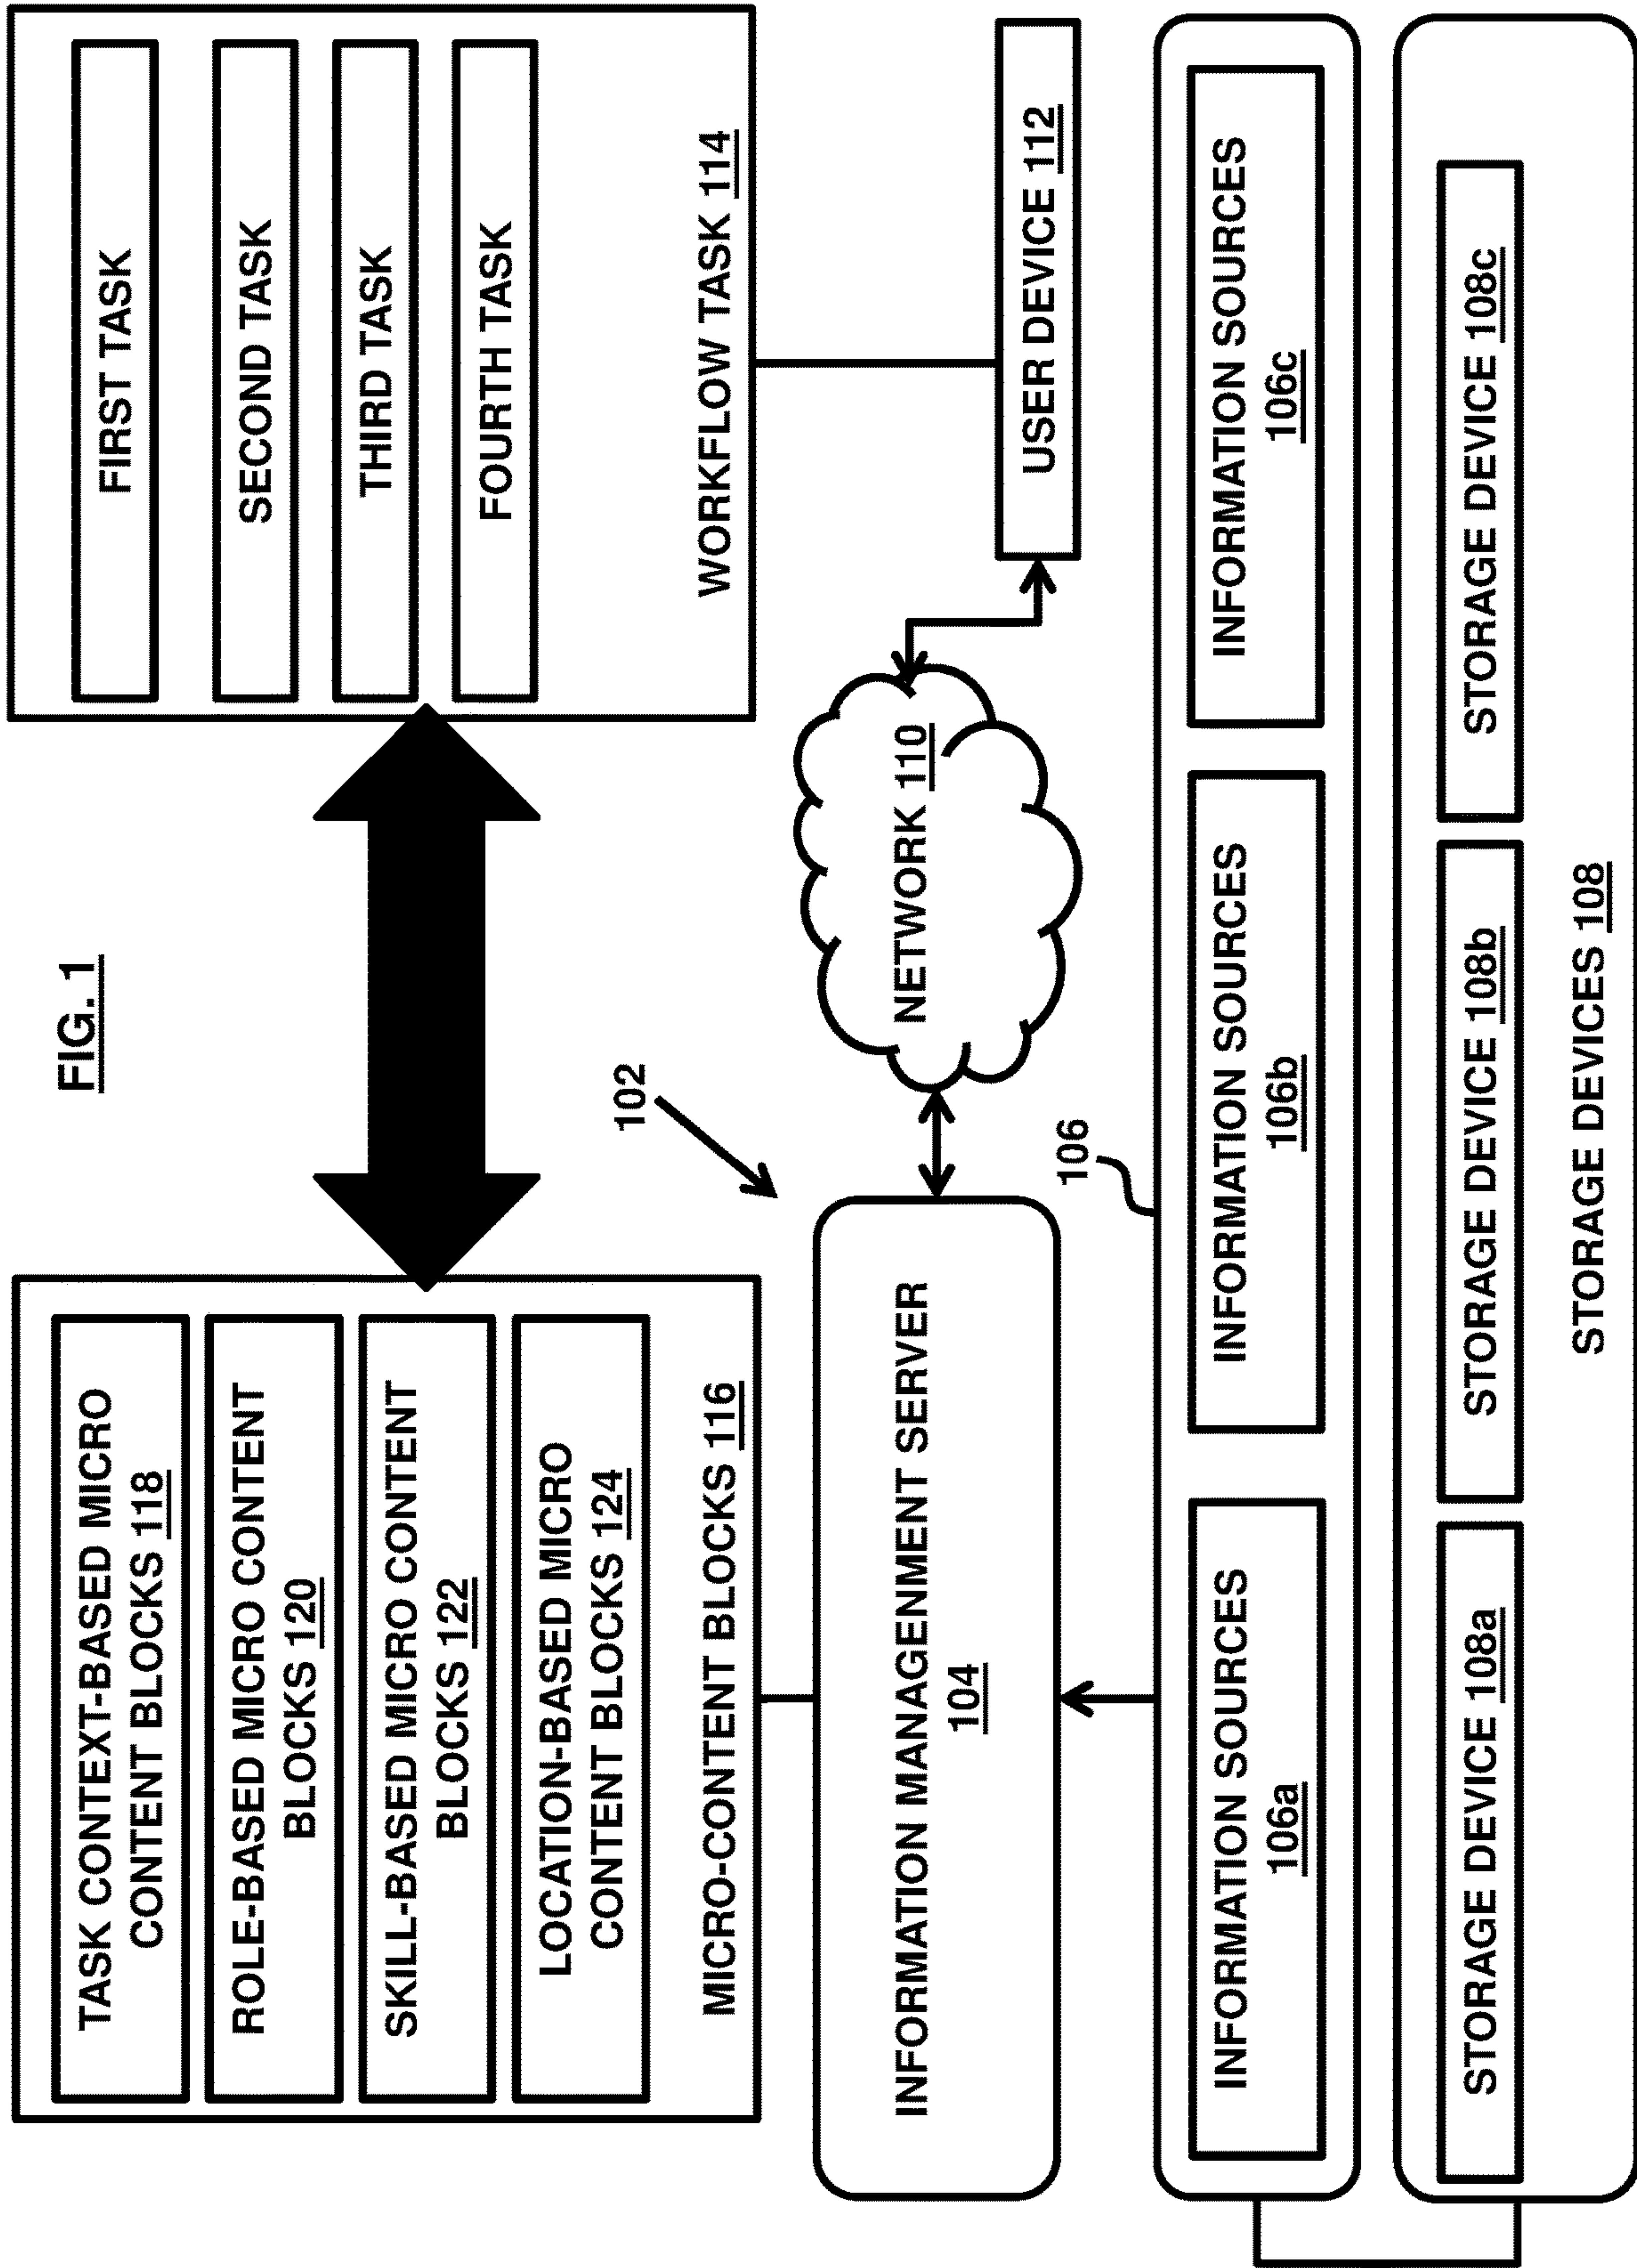 FIG. 1
TASK CONTEXT-BASED MICRO
CONTENT BLOCKS 118
ROLE-BASED MICRO CONTENT
BLOCKS 120
SKILL-BASED MICRO CONTENT
BLOCKS 122
LOCATION-BASED MICRO
CONTENT BLOCKS 124
MICRO-CONTENT BLOCKS 116
FIRST TASK
SECOND TASK
THIRD TASK
FOURTH TASK
WORKFLOW TASK 114
102
INFORMATION MANAGENMENT SERVER
104
NETWORK 110
USER DEVICE 112
106
INFORMATION SOURCES
106a
INFORMATION SOURCES
106b
INFORMATION SOURCES
106c
STORAGE DEVICE 108a
STORAGE DEVICE 108b
STORAGE DEVICE 108c
STORAGE DEVICES 108